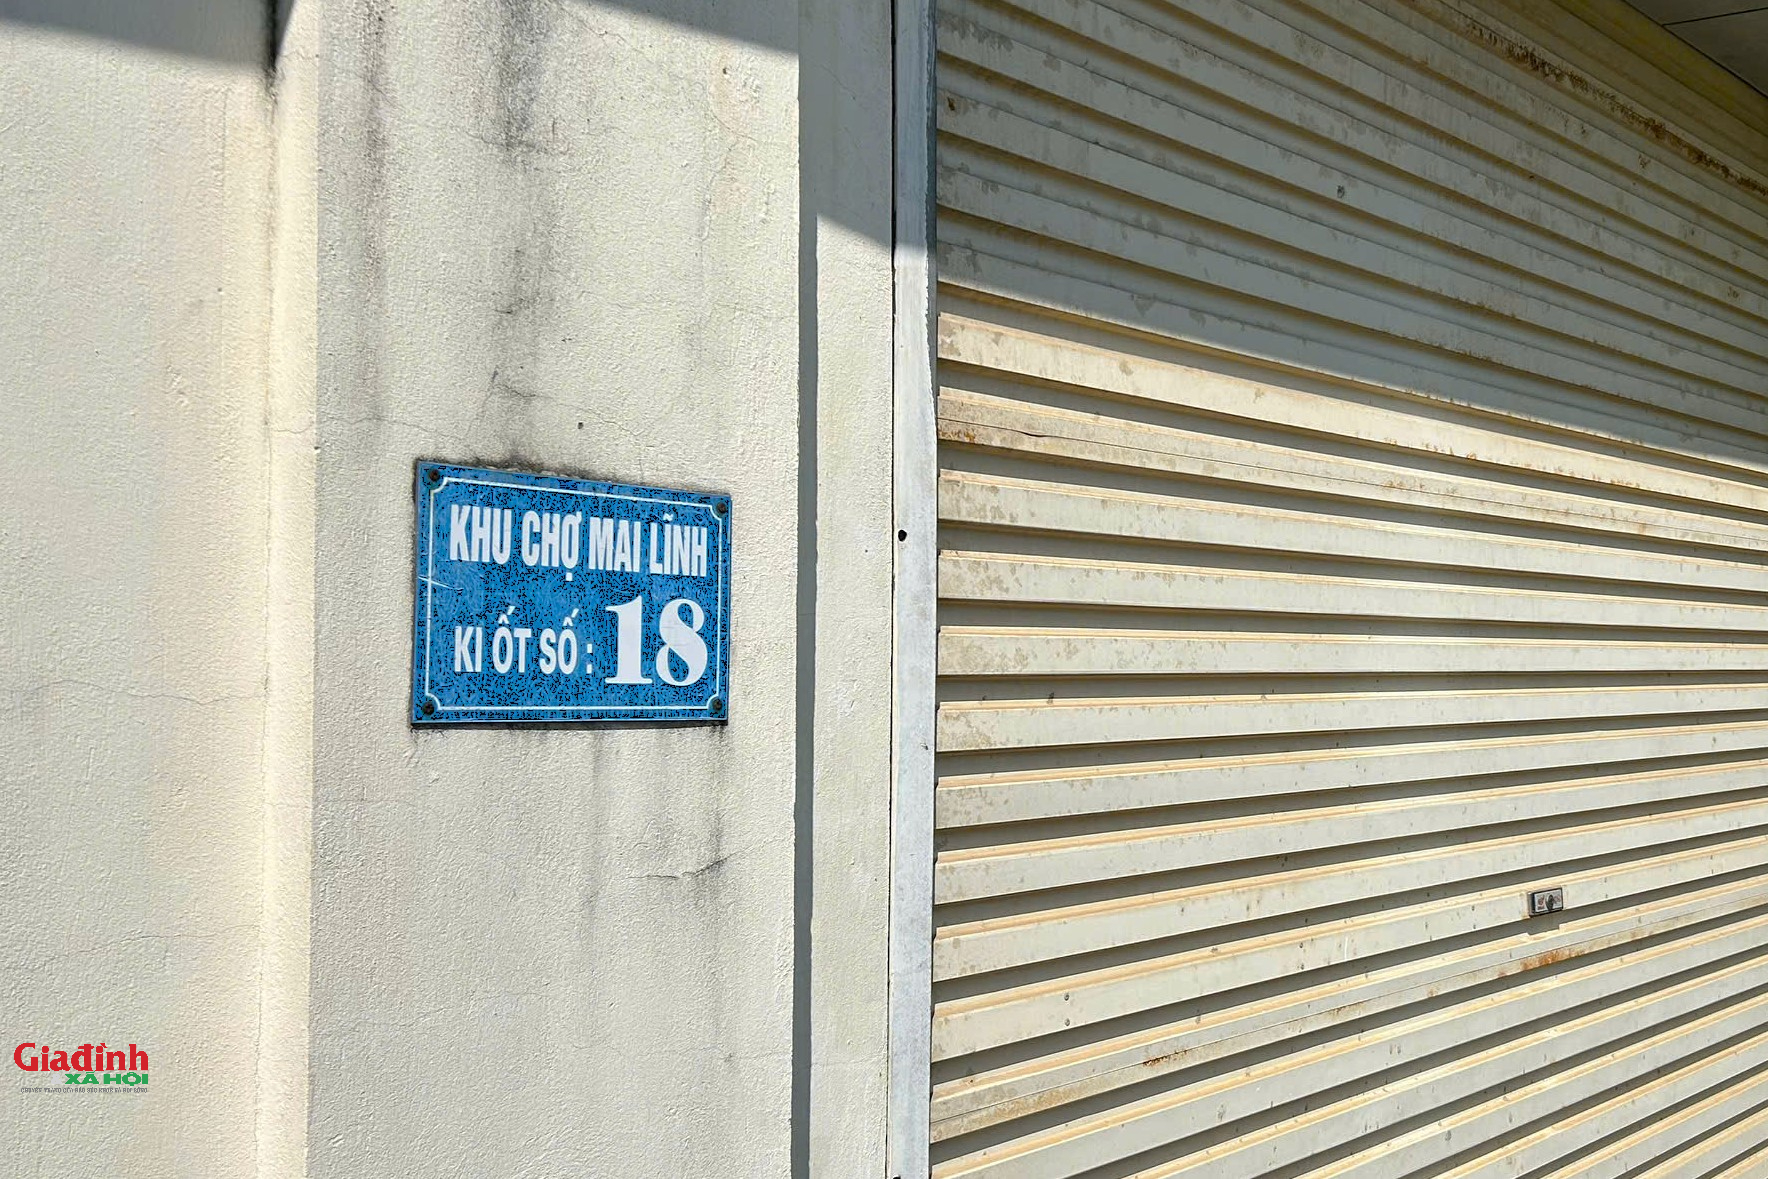 KHU CHỢ MAI LĨNH
KI ỐT SỐ : 18
Giađình
XÃ HỘI